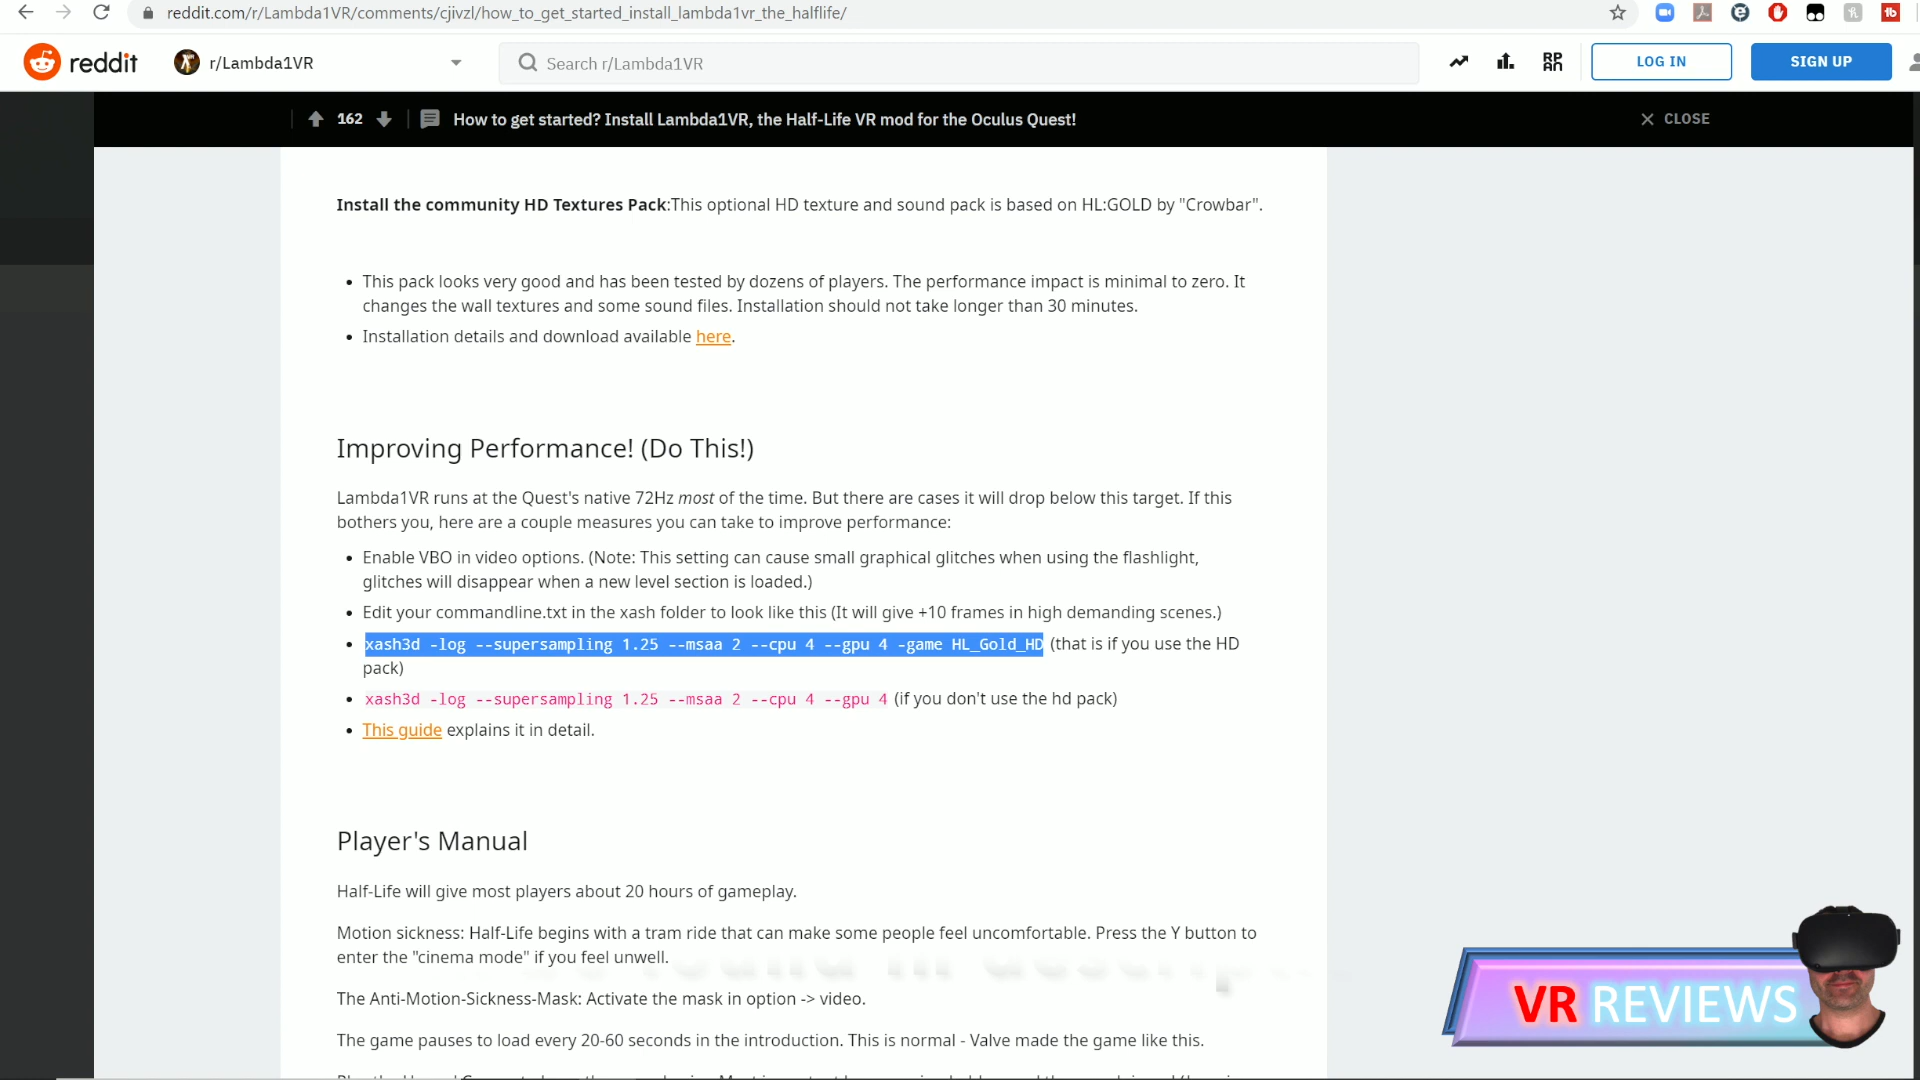 reddit.com/r/Lambda1VR/comments/cjivzl/how_to_get_started_install_lambda1vr_the_halflife/
reddit r/Lambda1VR Search r/Lambda1VR LOG IN SIGN UP
162 How to get started? Install Lambda1VR, the Half-Life VR mod for the Oculus Quest! CLOSE
Install the community HD Textures Pack:This optional HD texture and sound pack is based on HL:GOLD by "Crowbar".
• This pack looks very good and has been tested by dozens of players. The performance impact is minimal to zero. It
changes the wall textures and some sound files. Installation should not take longer than 30 minutes.
• Installation details and download available here.
Improving Performance! (Do This!)
Lambda1VR runs at the Quest's native 72Hz most of the time. But there are cases it will drop below this target. If this
bothers you, here are a couple measures you can take to improve performance:
• Enable VBO in video options. (Note: This setting can cause small graphical glitches when using the flashlight,
glitches will disappear when a new level section is loaded.)
• Edit your commandline.txt in the xash folder to look like this (It will give +10 frames in high demanding scenes.)
• xash3d -log --supersampling 1.25 --msaa 2 --cpu 4 --gpu 4 -game HL_Gold_HD (that is if you use the HD
pack)
• xash3d -log --supersampling 1.25 --msaa 2 --cpu 4 --gpu 4 (if you don't use the hd pack)
• This guide explains it in detail.
Player's Manual
Half-Life will give most players about 20 hours of gameplay.
Motion sickness: Half-Life begins with a tram ride that can make some people feel uncomfortable. Press the Y button to
enter the "cinema mode" if you feel unwell.
The Anti-Motion-Sickness-Mask: Activate the mask in option -> video.
The game pauses to load every 20-60 seconds in the introduction. This is normal - Valve made the game like this.
VR REVIEWS